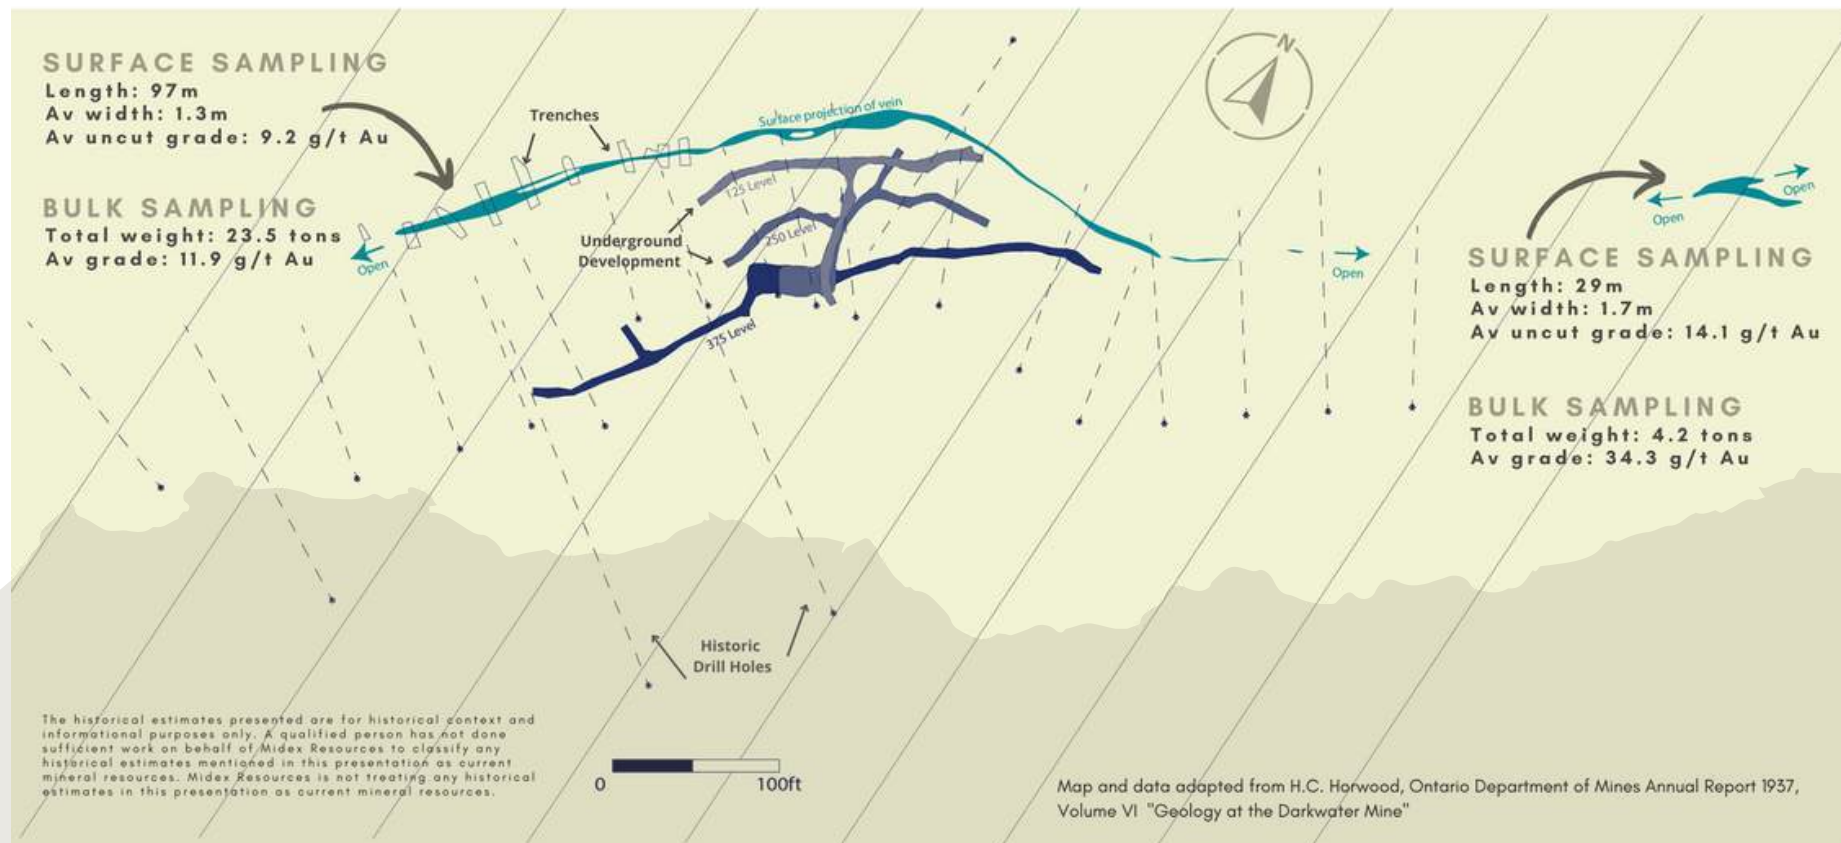 SURFACE SAMPLING
Length: 97m
Av width: 1.3m
Av uncut grade: 9.2 g/t Au
BULK SAMPLING
Total weight: 23.5 tons
Av grade: 11.9 g/t Au
Open
Trenches
Surface projection of vein
125 Level
Underground
Development
250 Level
375 Level
N
Open
Open
Open
SURFACE SAMPLING
Length: 29m
Av width: 1.7m
Av uncut grade: 14.1 g/t Au
BULK SAMPLING
Total weight: 4.2 tons
Av grade: 34.3 g/t Au
Historic
Drill Holes
The historical estimates presented are for historical context and
informational purposes only. A qualified person has not done
sufficient work on behalf of Midex Resources to classify any
historical estimates mentioned in this presentation as current
mineral resources. Midex Resources is not treating any historical
estimates in this presentation as current mineral resources.
0 100ft
Map and data adapted from H.C. Horwood, Ontario Department of Mines Annual Report 1937,
Volume VI "Geology at the Darkwater Mine"